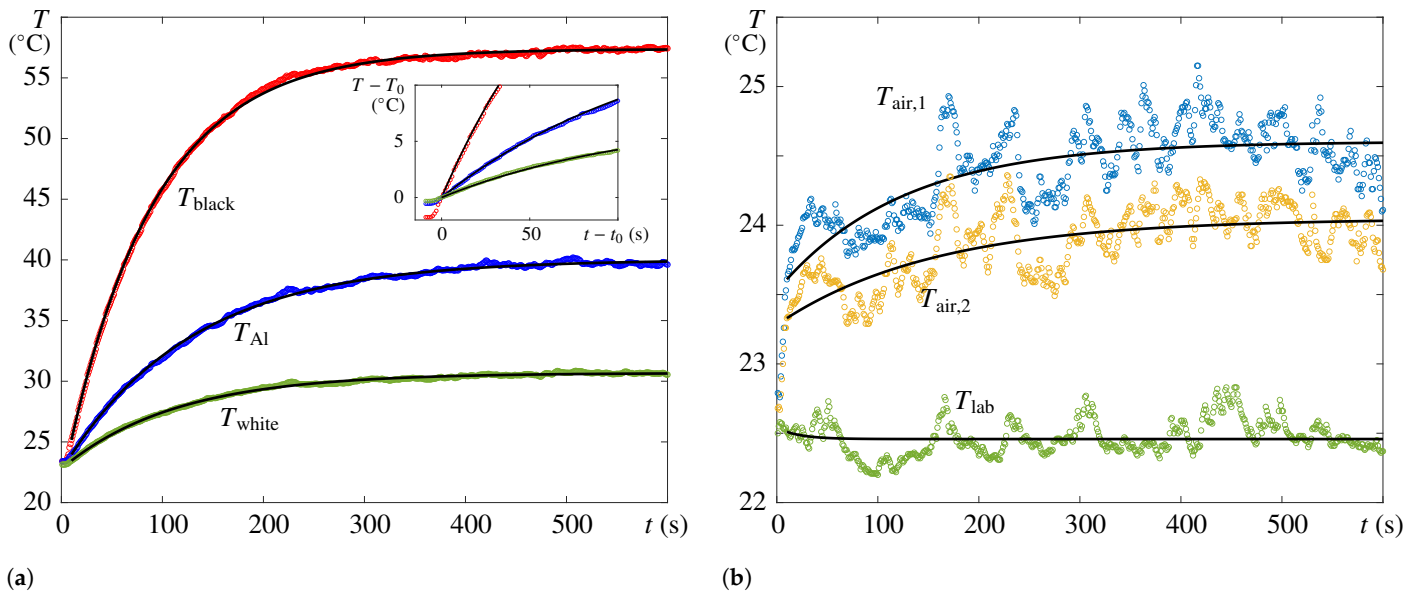 T
(°C)
55
50
45
40
35
30
25
20
0
100
200
300
400
500
t (s)
T_black
T_Al
T_white
T − T_0
(°C)
5
0
0
50
t − t_0 (s)
(a)
T
(°C)
25
24
23
22
0
100
200
300
400
500
t (s)
T_air,1
T_air,2
T_lab
(b)